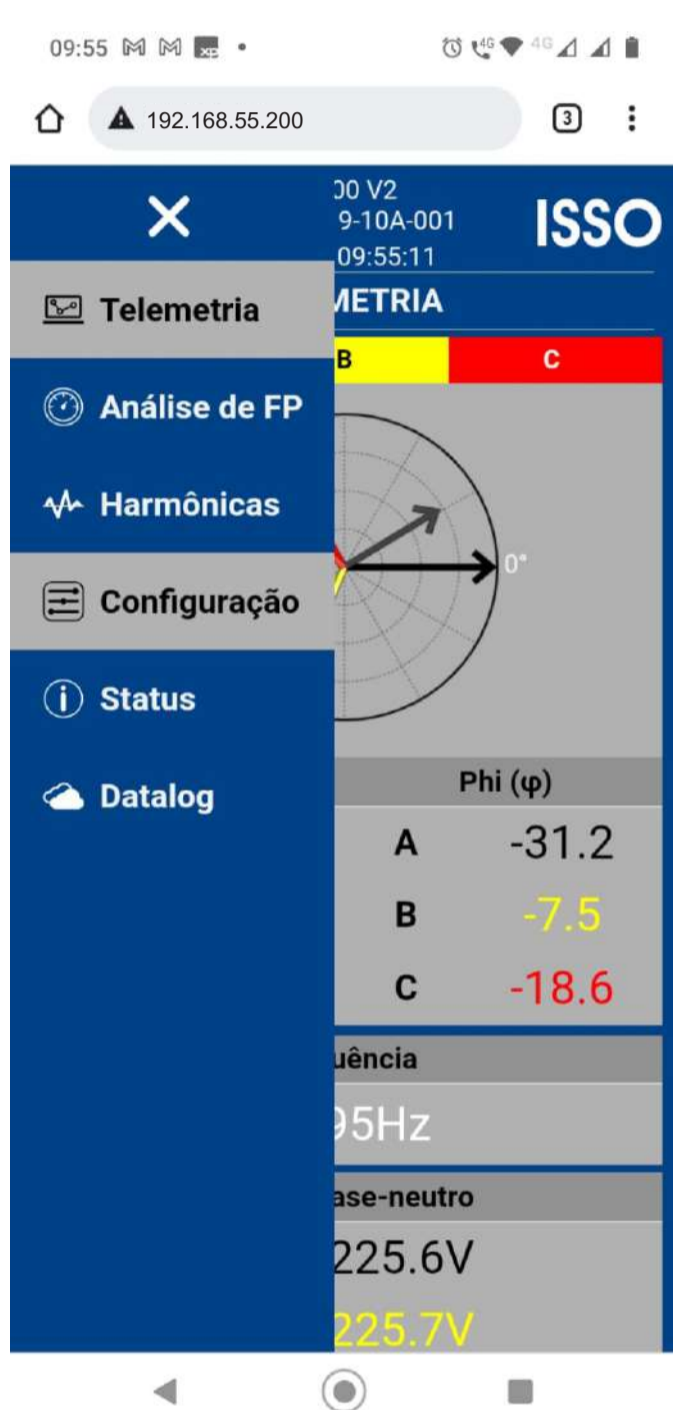 09:55
4G 4G
192.168.55.200
3
00 V2
9-10A-001
09:55:11
ISSO
METRIA
Telemetria
Análise de FP
Harmônicas
Configuração
Status
Datalog
B C
0°
Phi (φ)
A -31.2
B -7.5
C -18.6
uência
95Hz
ase-neutro
225.6V
225.7V